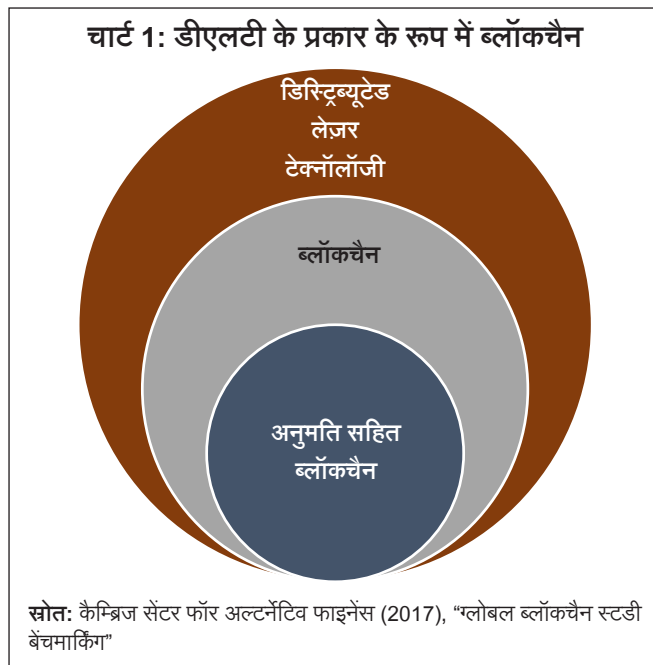 चार्ट 1: डीएलटी के प्रकार के रूप में ब्लॉकचैन
डिस्ट्रिब्यूटेड
लेज़र
टेक्नॉलॉजी
ब्लॉकचैन
अनुमति सहित
ब्लॉकचैन
स्रोत: कैम्ब्रिज सेंटर फॉर अल्टर्नेटिव फाइनेंस (2017), “ग्लोबल ब्लॉकचैन स्टडी
बेंचमार्किंग”